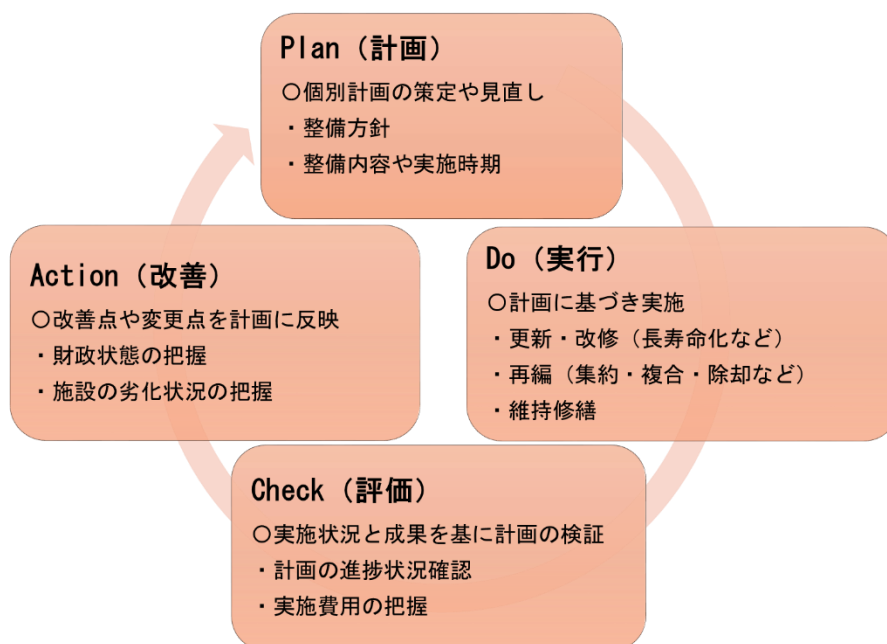 Plan（計画）
〇個別計画の策定や見直し
・整備方針
・整備内容や実施時期
Do（実行）
〇計画に基づき実施
・更新・改修（長寿命化など）
・再編（集約・複合・除却など）
・維持修繕
Check（評価）
〇実施状況と成果を基に計画の検証
・計画の進捗状況確認
・実施費用の把握
Action（改善）
〇改善点や変更点を計画に反映
・財政状態の把握
・施設の劣化状況の把握